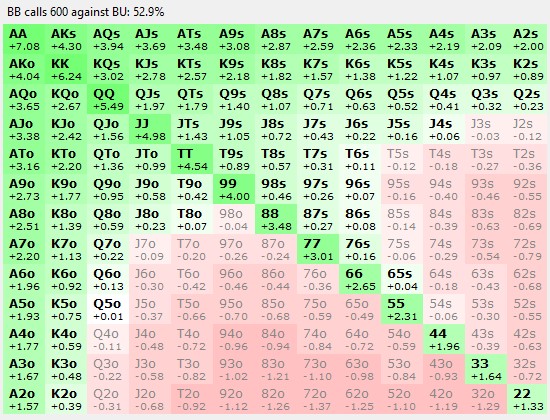 BB calls 600 against BU: 52.9%
AA AKs AQs AJs ATs A9s A8s A7s A6s A5s A4s A3s A2s
+7.08 +4.30 +3.94 +3.69 +3.48 +3.08 +2.87 +2.59 +2.36 +2.33 +2.19 +2.09 +2.00
AKo KK KQs KJs KTs K9s K8s K7s K6s K5s K4s K3s K2s
+4.04 +6.24 +3.02 +2.78 +2.57 +2.18 +1.82 +1.57 +1.38 +1.22 +1.07 +0.97 +0.89
AQo KQo QQ QJs QTs Q9s Q8s Q7s Q6s Q5s Q4s Q3s Q2s
+3.65 +2.67 +5.49 +1.97 +1.79 +1.40 +1.07 +0.71 +0.63 +0.52 +0.41 +0.32 +0.23
AJo KJo QJo JJ JTs J9s J8s J7s J6s J5s J4s J3s J2s
+3.38 +2.42 +1.56 +4.98 +1.43 +1.05 +0.72 +0.43 +0.22 +0.16 +0.06 -0.03 -0.12
ATo KTo QTo JTo TT T9s T8s T7s T6s T5s T4s T3s T2s
+3.16 +2.20 +1.36 +0.99 +4.54 +0.89 +0.57 +0.31 +0.11 -0.12 -0.18 -0.27 -0.36
A9o K9o Q9o J9o T9o 99 98s 97s 96s 95s 94s 93s 92s
+2.73 +1.77 +0.95 +0.58 +0.42 +4.00 +0.46 +0.26 +0.07 -0.16 -0.40 -0.46 -0.55
A8o K8o Q8o J8o T8o 98o 88 87s 86s 85s 84s 83s 82s
+2.51 +1.39 +0.59 +0.23 +0.07 -0.04 +3.48 +0.27 +0.08 -0.14 -0.39 -0.63 -0.69
A7o K7o Q7o J7o T7o 97o 87o 77 76s 75s 74s 73s 72s
+2.20 +1.13 +0.22 -0.09 -0.20 -0.26 -0.24 +3.01 +0.16 -0.06 -0.29 -0.54 -0.79
A6o K6o Q6o J6o T6o 96o 86o 76o 66 65s 64s 63s 62s
+1.96 +0.92 +0.13 -0.30 -0.42 -0.46 -0.44 -0.36 +2.65 +0.04 -0.18 -0.43 -0.68
A5o K5o Q5o J5o T5o 95o 85o 75o 65o 55 54s 53s 52s
+1.93 +0.75 +0.01 -0.37 -0.66 -0.70 -0.68 -0.59 -0.49 +2.31 -0.06 -0.30 -0.55
A4o K4o Q4o J4o T4o 94o 84o 74o 64o 54o 44 43s 42s
+1.77 +0.59 -0.11 -0.48 -0.72 -0.96 -0.94 -0.84 -0.72 -0.59 +1.96 -0.39 -0.63
A3o K3o Q3o J3o T3o 93o 83o 73o 63o 53o 43o 33 32s
+1.67 +0.48 -0.22 -0.58 -0.83 -1.02 -1.21 -1.10 -0.98 -0.84 -0.93 +1.64 -0.72
A2o K2o Q2o J2o T2o 92o 82o 72o 62o 52o 42o 32o 22
+1.55 +0.39 -0.31 -0.68 -0.92 -1.12 -1.26 -1.37 -1.25 -1.10 -1.19 -1.29 +1.33